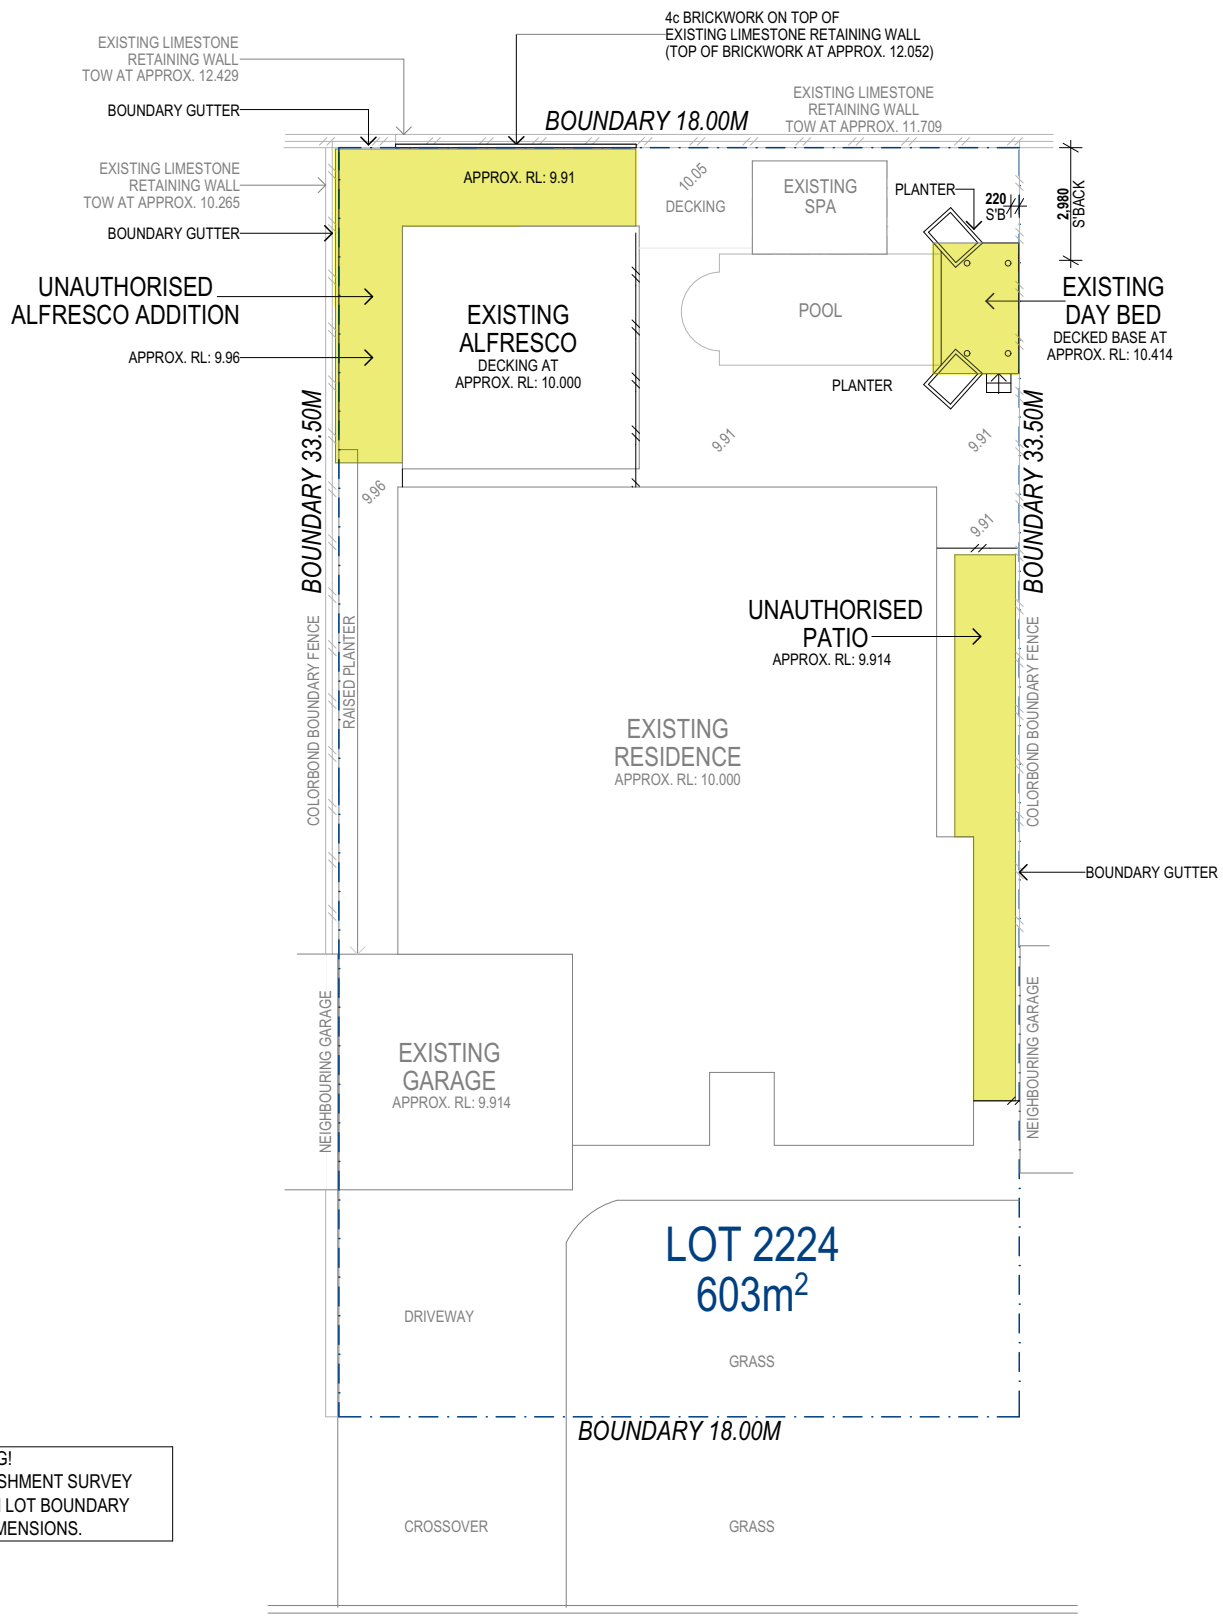 4c BRICKWORK ON TOP OF
EXISTING LIMESTONE RETAINING WALL
(TOP OF BRICKWORK AT APPROX. 12.052)
EXISTING LIMESTONE
RETAINING WALL
TOW AT APPROX. 12.429
BOUNDARY GUTTER
BOUNDARY 18.00M
EXISTING LIMESTONE
RETAINING WALL
TOW AT APPROX. 11.709
EXISTING LIMESTONE
RETAINING WALL
TOW AT APPROX. 10.265
BOUNDARY GUTTER
APPROX. RL: 9.91
10.05
DECKING
EXISTING
SPA
PLANTER
220
S'B
2,980
S'BACK
UNAUTHORISED
ALFRESCO ADDITION
APPROX. RL: 9.96
EXISTING
ALFRESCO
DECKING AT
APPROX. RL: 10.000
POOL
EXISTING
DAY BED
DECKED BASE AT
APPROX. RL: 10.414
PLANTER
BOUNDARY 33.50M
9.96
9.91
9.91
9.91
BOUNDARY 33.50M
COLORBOND BOUNDARY FENCE
RAISED PLANTER
UNAUTHORISED
PATIO
APPROX. RL: 9.914
COLORBOND BOUNDARY FENCE
EXISTING
RESIDENCE
APPROX. RL: 10.000
BOUNDARY GUTTER
NEIGHBOURING GARAGE
EXISTING
GARAGE
APPROX. RL: 9.914
NEIGHBOURING GARAGE
LOT 2224
603m²
DRIVEWAY
GRASS
BOUNDARY 18.00M
G!
SHMENT SURVEY
LOT BOUNDARY
MENSIONS.
CROSSOVER
GRASS